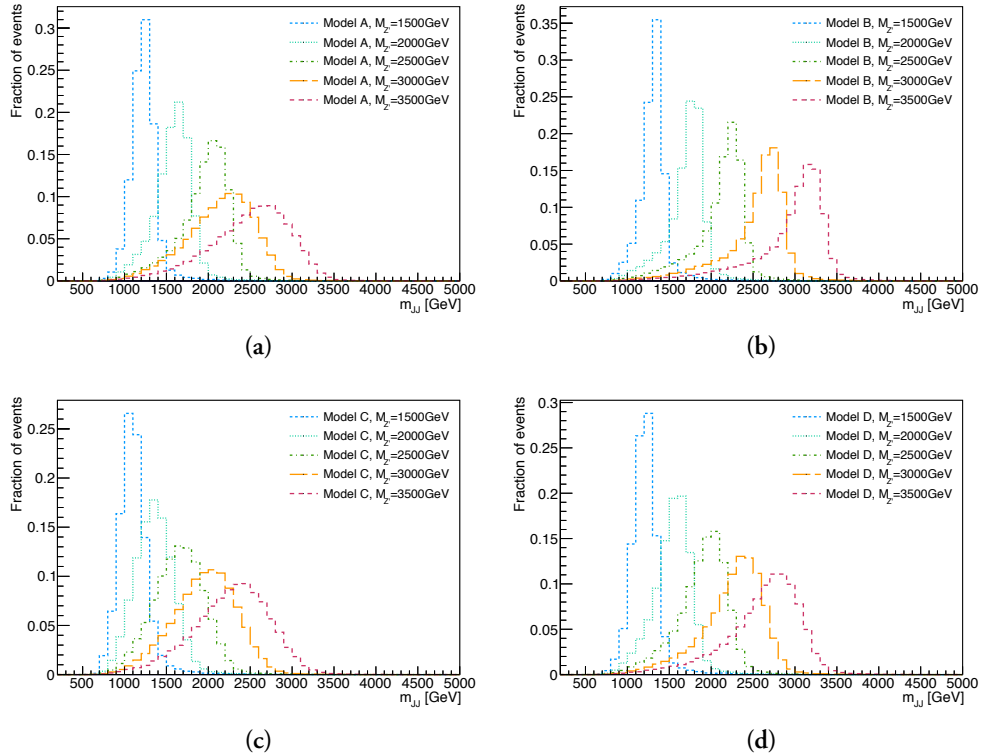 Fraction of events
0.3
0.25
0.2
0.15
0.1
0.05
0
Model A, M_Z'=1500GeV
Model A, M_Z'=2000GeV
Model A, M_Z'=2500GeV
Model A, M_Z'=3000GeV
Model A, M_Z'=3500GeV
500 1000 1500 2000 2500 3000 3500 4000 4500 5000
m_JJ [GeV]
(a)
Fraction of events
0.35
0.3
0.25
0.2
0.15
0.1
0.05
0
Model B, M_Z'=1500GeV
Model B, M_Z'=2000GeV
Model B, M_Z'=2500GeV
Model B, M_Z'=3000GeV
Model B, M_Z'=3500GeV
500 1000 1500 2000 2500 3000 3500 4000 4500 5000
m_JJ [GeV]
(b)
Fraction of events
0.25
0.2
0.15
0.1
0.05
0
Model C, M_Z'=1500GeV
Model C, M_Z'=2000GeV
Model C, M_Z'=2500GeV
Model C, M_Z'=3000GeV
Model C, M_Z'=3500GeV
500 1000 1500 2000 2500 3000 3500 4000 4500 5000
m_JJ [GeV]
(c)
Fraction of events
0.3
0.25
0.2
0.15
0.1
0.05
0
Model D, M_Z'=1500GeV
Model D, M_Z'=2000GeV
Model D, M_Z'=2500GeV
Model D, M_Z'=3000GeV
Model D, M_Z'=3500GeV
500 1000 1500 2000 2500 3000 3500 4000 4500 5000
m_JJ [GeV]
(d)